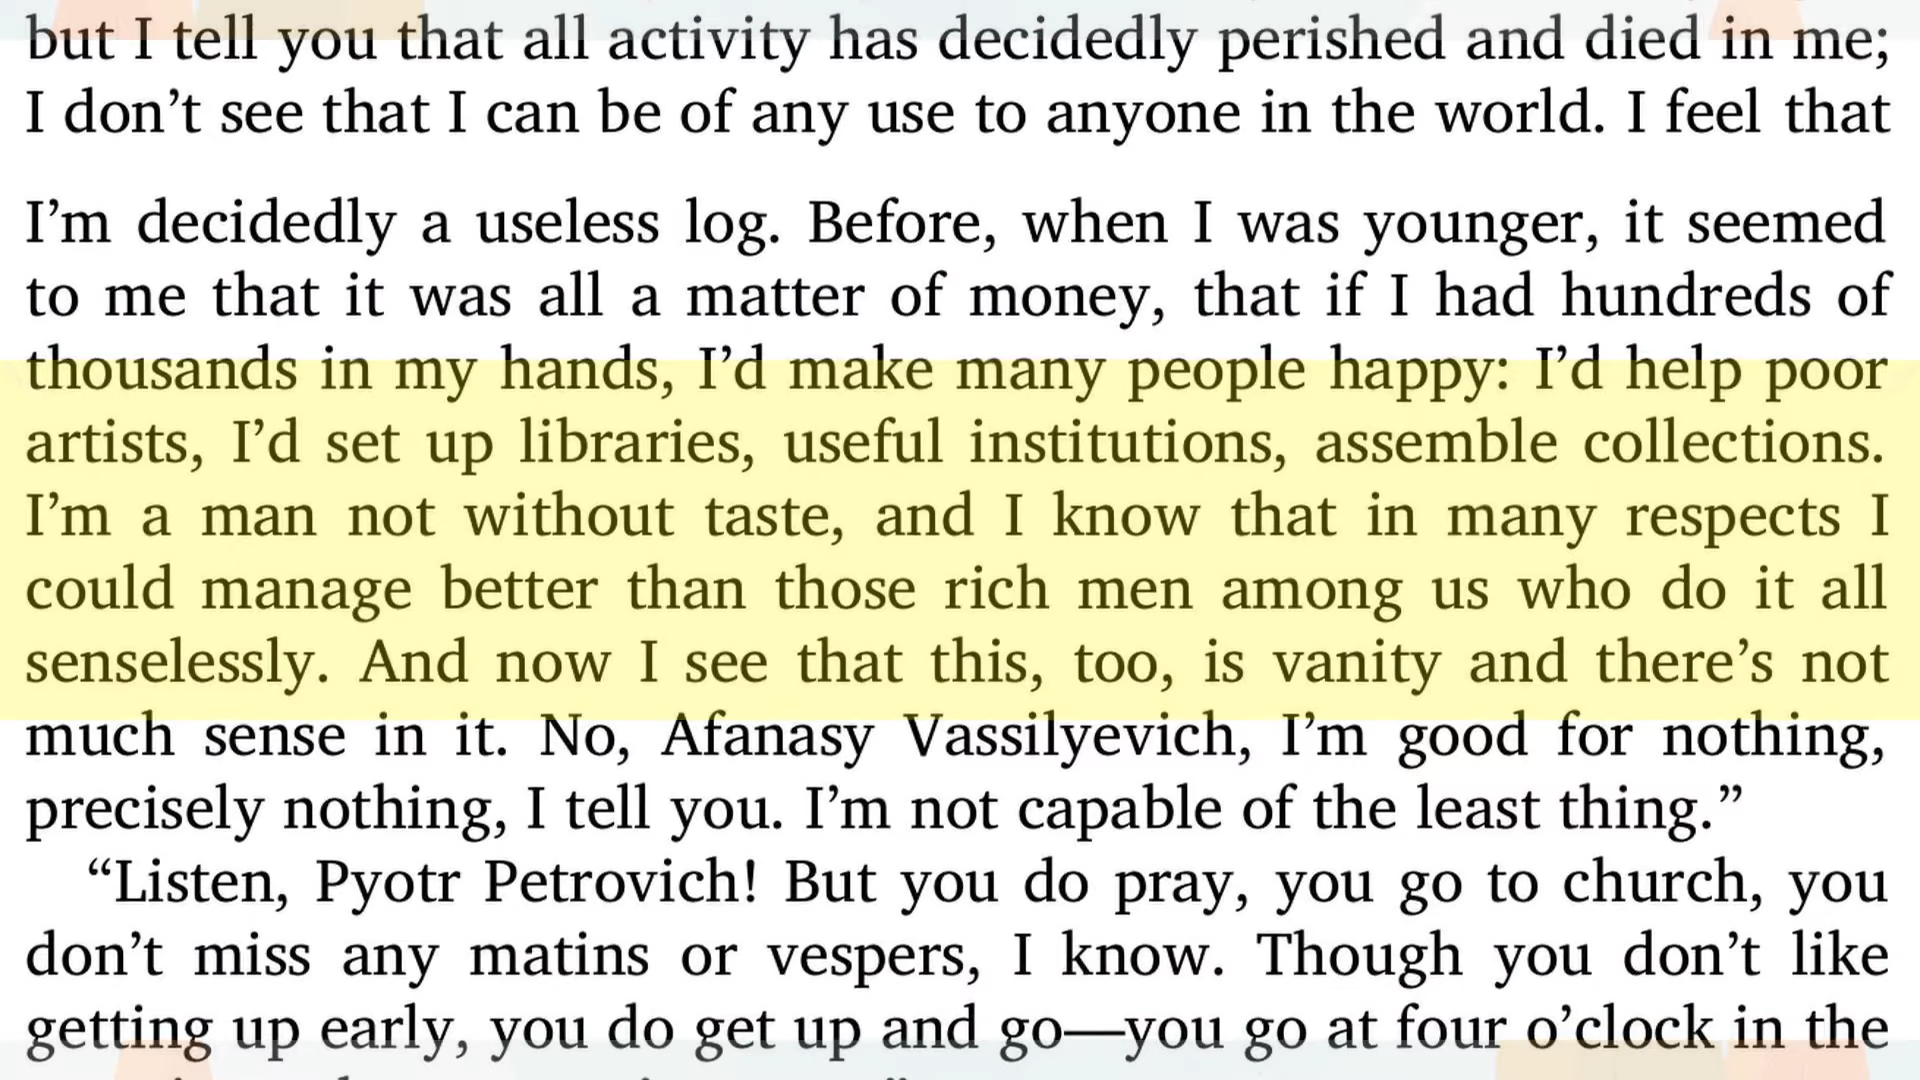 but I tell you that all activity has decidedly perished and died in me;
I don’t see that I can be of any use to anyone in the world. I feel that
I’m decidedly a useless log. Before, when I was younger, it seemed
to me that it was all a matter of money, that if I had hundreds of
thousands in my hands, I’d make many people happy: I’d help poor
artists, I’d set up libraries, useful institutions, assemble collections.
I’m a man not without taste, and I know that in many respects I
could manage better than those rich men among us who do it all
senselessly. And now I see that this, too, is vanity and there’s not
much sense in it. No, Afanasy Vassilyevich, I’m good for nothing,
precisely nothing, I tell you. I’m not capable of the least thing.”
“Listen, Pyotr Petrovich! But you do pray, you go to church, you
don’t miss any matins or vespers, I know. Though you don’t like
getting up early, you do get up and go—you go at four o’clock in the